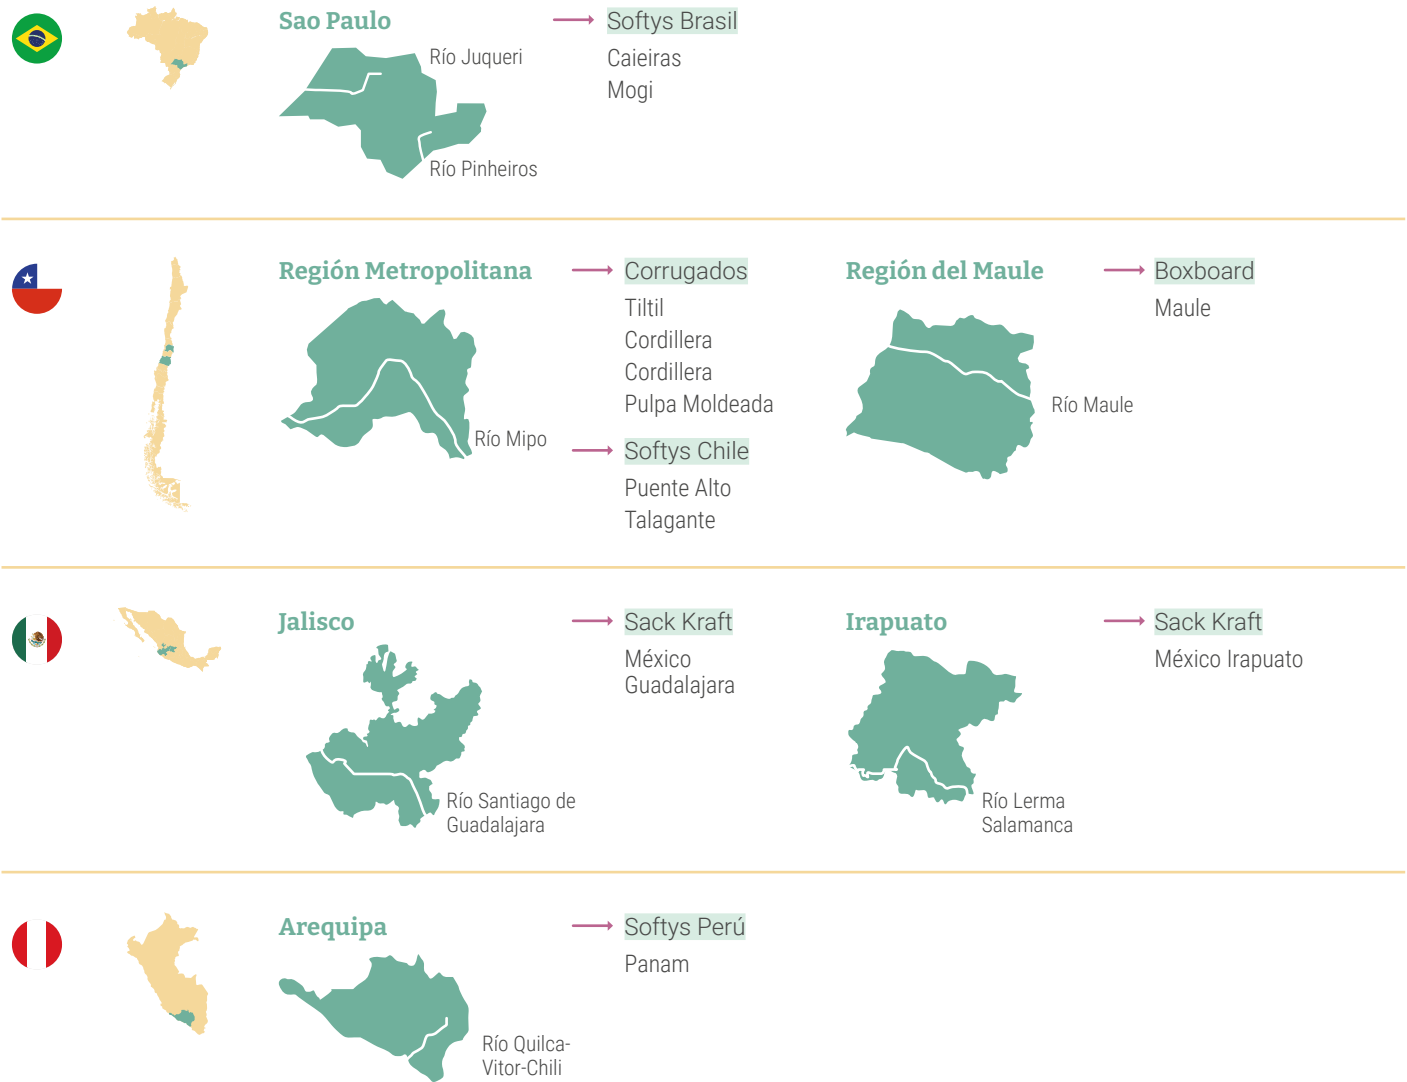 Sao Paulo
Río Juqueri
Río Pinheiros
Softys Brasil
Caieiras
Mogi
Región Metropolitana
Río Mipo
Corrugados
Tiltil
Cordillera
Cordillera
Pulpa Moldeada
Softys Chile
Puente Alto
Talagante
Región del Maule
Río Maule
Boxboard
Maule
Jalisco
Río Santiago de
Guadalajara
Sack Kraft
México
Guadalajara
Irapuato
Río Lerma
Salamanca
Sack Kraft
México Irapuato
Arequipa
Río Quilca-
Vitor-Chili
Softys Perú
Panam